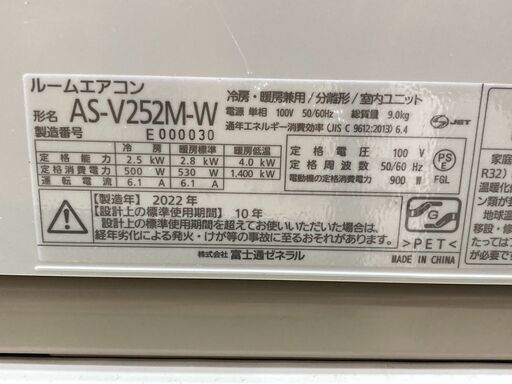 ルームエアコン
形名 AS-V252M-W
製造番号 E000030
冷房・暖房兼用/分離形/室内ユニット
電源 単相 100V 50/60Hz 総質量 9.0kg
通年エネルギー消費効率(JIS C 9612:2013) 6.4
S-JET
冷房 暖房標準 暖房低温
定格能力 2.5 kW 2.8 kW 4.0 kW
定格消費電力 500 W 530 W 1,400 kW
運転電流 6.1 A 6.1 A
定格電圧 100 V
定格周波数 50/60 Hz
電動機の定格消費電力 900 W
PS
E
FGL
【製造年】2022年
【設計上の標準使用期間】10年
設計上の標準使用期間を超えてお使いいただいた場合は、
経年劣化による発火・けが等の事故に至るおそれがあります。
株式会社 富士通ゼネラル
G
>PET<
MADE IN CHINA
家庭
R32)
温暖化
ン類が封
地球温
移設・修
たってはフ
が必要です